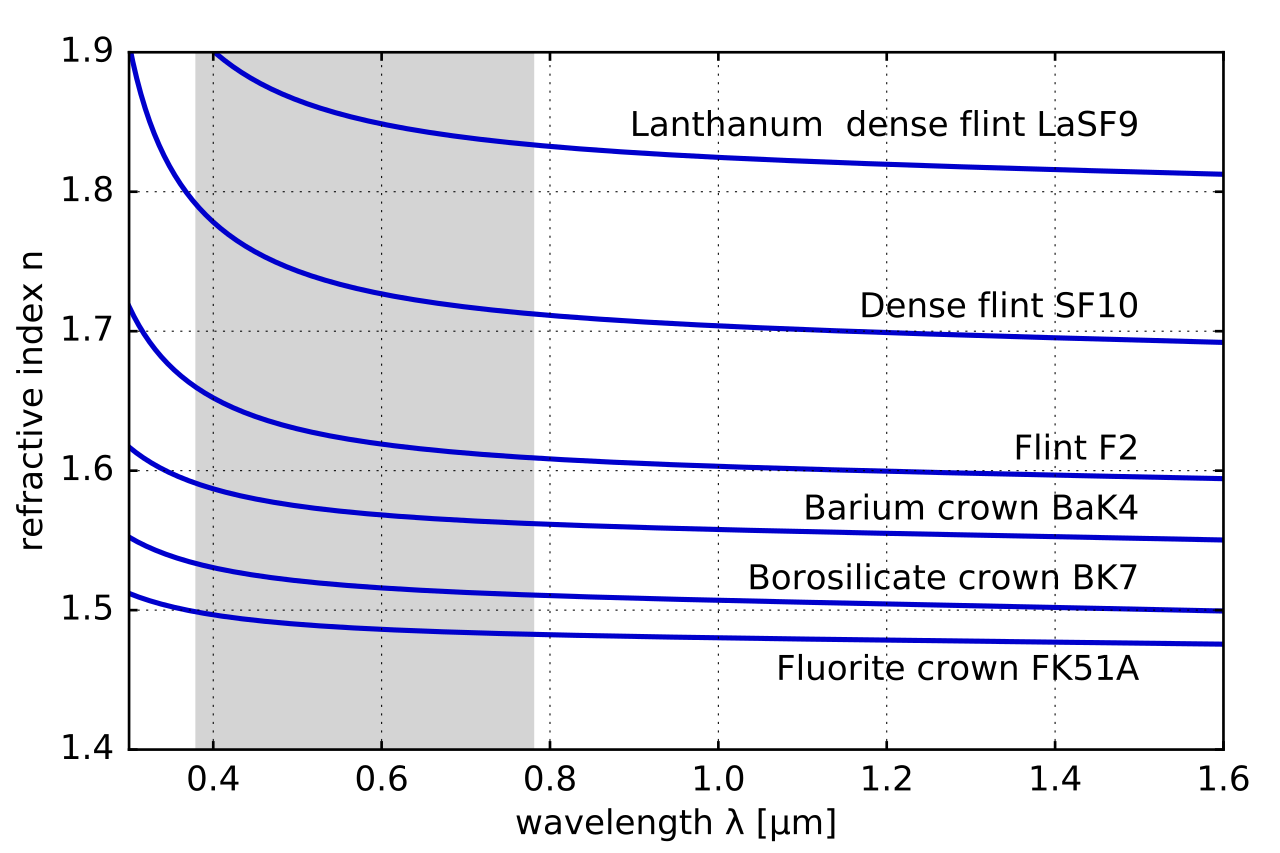 1.9
1.8
1.7
1.6
1.5
1.4
refractive index n
Lanthanum  dense flint LaSF9
Dense flint SF10
Flint F2
Barium crown BaK4
Borosilicate crown BK7
Fluorite crown FK51A
0.4 0.6 0.8 1.0 1.2 1.4 1.6
wavelength λ [μm]